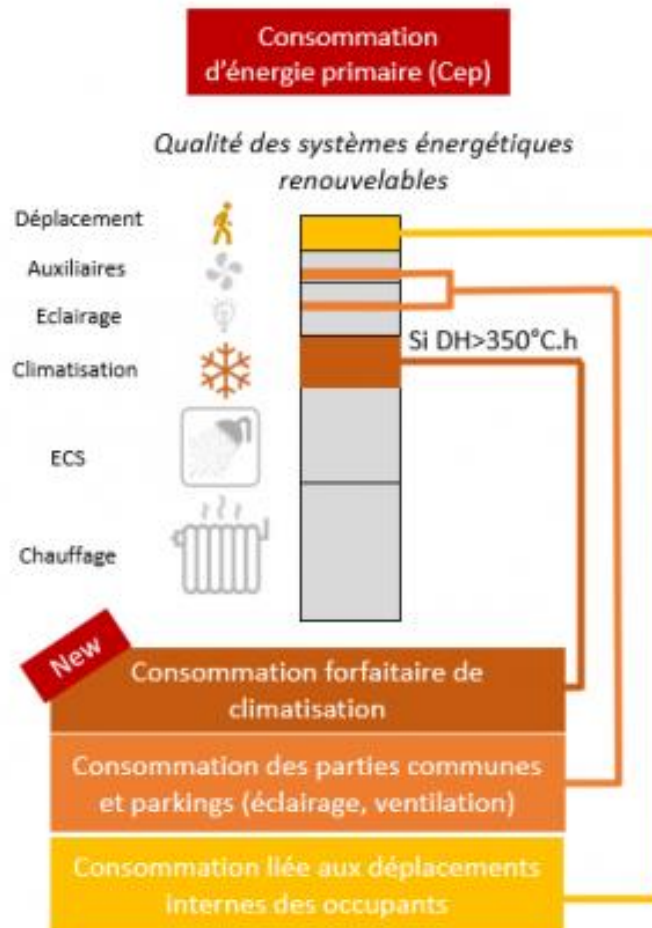 Consommation
d'énergie primaire (Cep)
Qualité des systèmes énergétiques
renouvelables
Déplacement
Auxiliaires
Eclairage
Si DH>350°C.h
Climatisation
ECS
Chauffage
New
Consommation forfaitaire de
climatisation
Consommation des parties communes
et parkings (éclairage, ventilation)
Consommation liée aux déplacements
internes des occupants